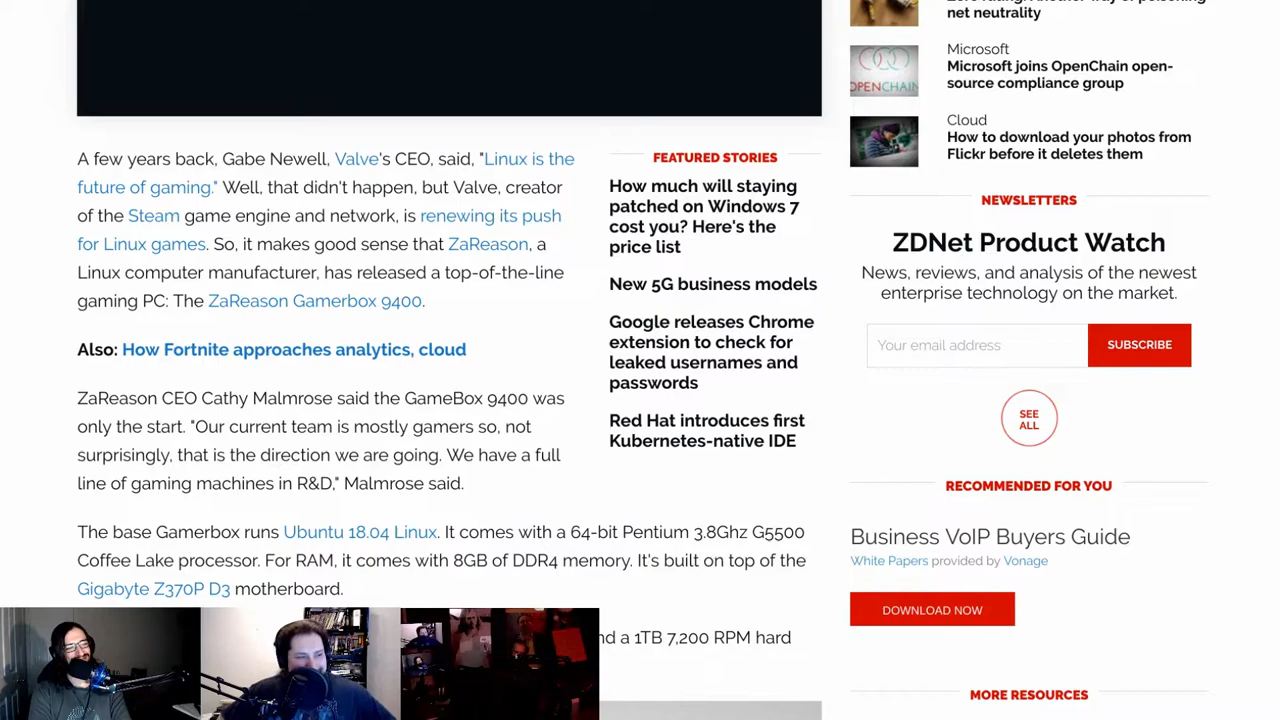 A few years back, Gabe Newell, Valve's CEO, said, "Linux is the
future of gaming." Well, that didn't happen, but Valve, creator
of the Steam game engine and network, is renewing its push
for Linux games. So, it makes good sense that ZaReason, a
Linux computer manufacturer, has released a top-of-the-line
gaming PC: The ZaReason Gamerbox 9400.
Also: How Fortnite approaches analytics, cloud
ZaReason CEO Cathy Malmrose said the GameBox 9400 was
only the start. "Our current team is mostly gamers so, not
surprisingly, that is the direction we are going. We have a full
line of gaming machines in R&D," Malmrose said.
The base Gamerbox runs Ubuntu 18.04 Linux. It comes with a 64-bit Pentium 3.8Ghz G5500
Coffee Lake processor. For RAM, it comes with 8GB of DDR4 memory. It's built on top of the
Gigabyte Z370P D3 motherboard.
a 1TB 7,200 RPM hard
FEATURED STORIES
How much will staying
patched on Windows 7
cost you? Here's the
price list
New 5G business models
Google releases Chrome
extension to check for
leaked usernames and
passwords
Red Hat introduces first
Kubernetes-native IDE
net neutrality
Microsoft
Microsoft joins OpenChain open-
source compliance group
OPENCHAIN
Cloud
How to download your photos from
Flickr before it deletes them
NEWSLETTERS
ZDNet Product Watch
News, reviews, and analysis of the newest
enterprise technology on the market.
Your email address
SUBSCRIBE
SEE
ALL
RECOMMENDED FOR YOU
Business VoIP Buyers Guide
White Papers provided by Vonage
DOWNLOAD NOW
MORE RESOURCES